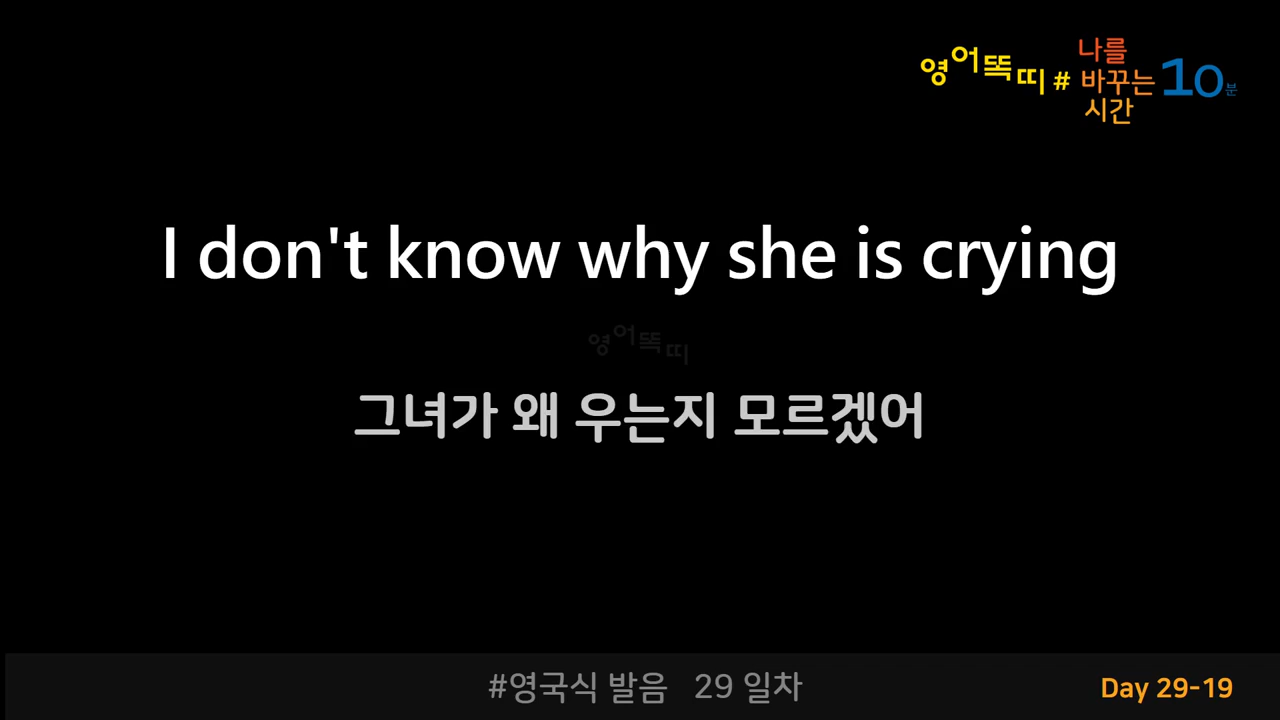 영어똑띠 # 나를 바꾸는 시간 10분
I don't know why she is crying
영어똑띠
그녀가 왜 우는지 모르겠어
#영국식 발음 29 일차
Day 29-19